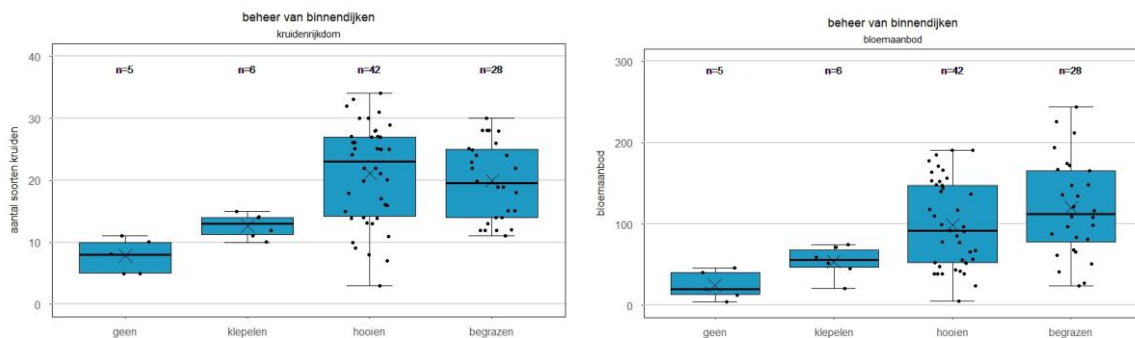 beheer van binnendijken
kruidenrijkdom
40
30
20
10
0
aantal soorten kruiden
n=5 n=6 n=42 n=28
geen klepelen hooien begrazen
beheer van binnendijken
bloemaanbod
300
200
100
0
bloemaanbod
n=5 n=6 n=42 n=28
geen klepelen hooien begrazen